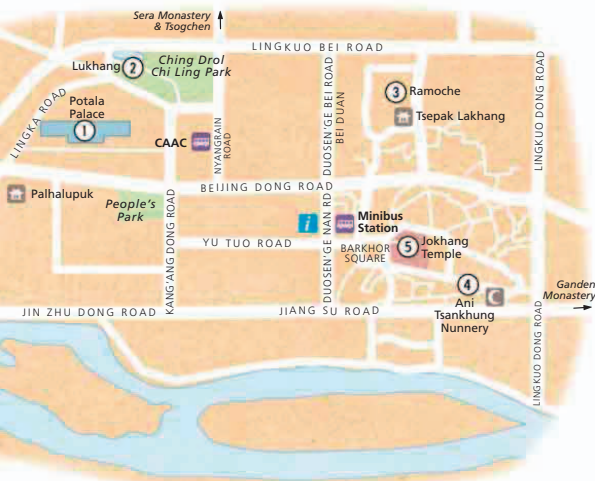 Sera Monastery
& Tsogchen
LINGKUO BEI ROAD
Lukhang
2
Ching Drol
Chi Ling Park
LINGKA ROAD
Potala
Palace
1
CAAC
NYANGRAIN
ROAD
DUOSEN'GE BEI ROAD
BEI DUAN
3
Ramoche
Tsepak Lakhang
LINGKUO DONG ROAD
BEIJING DONG ROAD
Palhalupuk
People's
Park
KANG'ANG DONG ROAD
i
Minibus
Station
YU TUO ROAD
DUOSEN'GE NAN RD
BARKHOR
SQUARE
5
Jokhang
Temple
4
Ani
Tsankhung
Nunnery
C
Ganden
Monastery
JIN ZHU DONG ROAD
JIANG SU ROAD
LINGKUO DONG ROAD